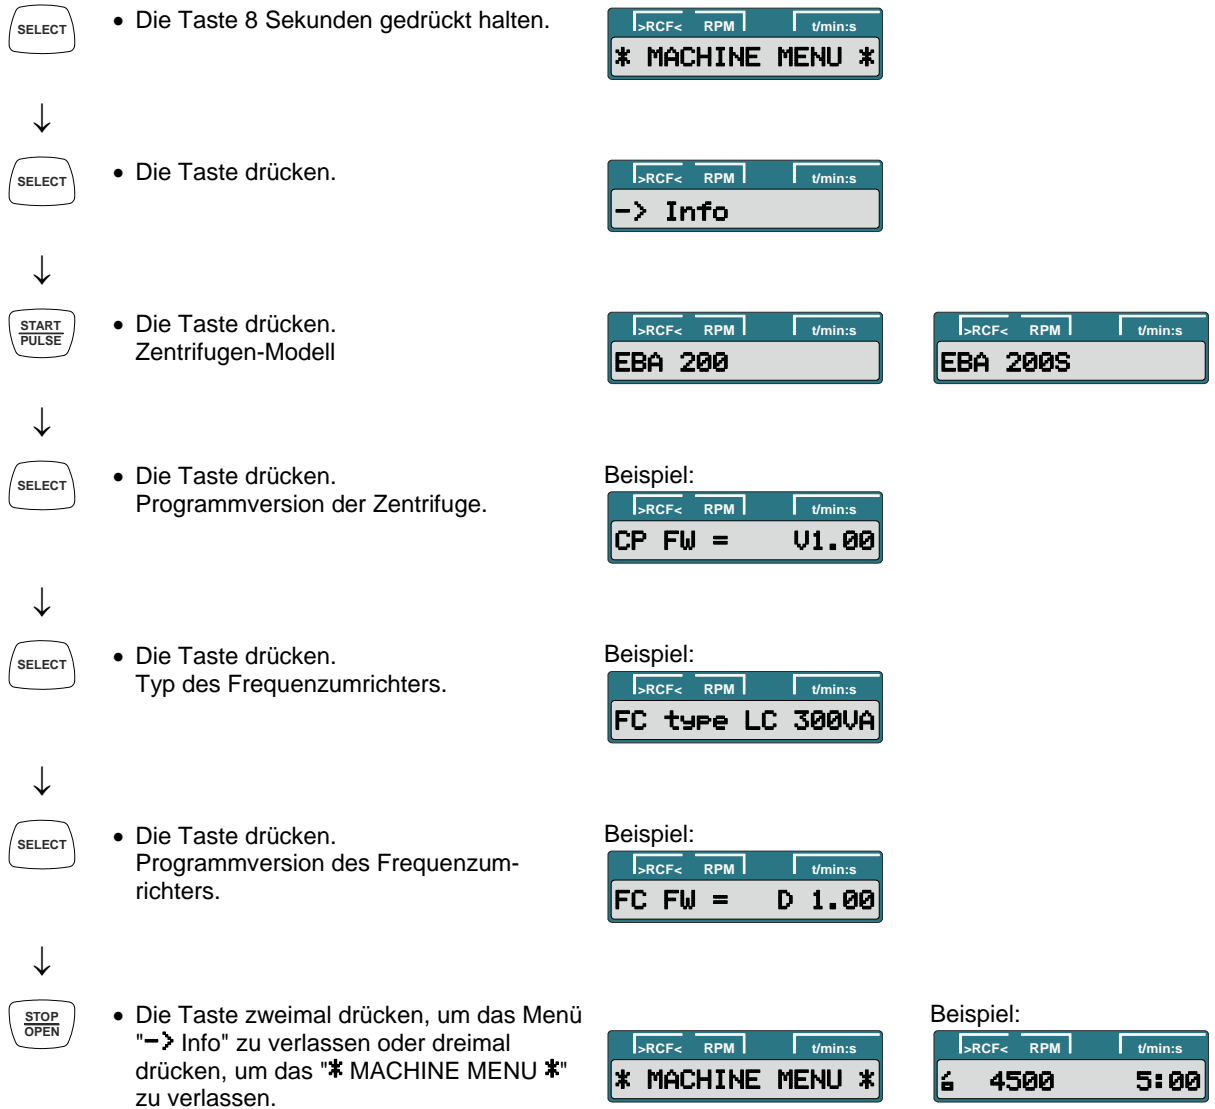 SELECT
• Die Taste 8 Sekunden gedrückt halten.
>RCF< RPM t/min:s
* MACHINE MENU *
↓
SELECT
• Die Taste drücken.
>RCF< RPM t/min:s
-> Info
↓
START
PULSE
• Die Taste drücken.
Zentrifugen-Modell
>RCF< RPM t/min:s
EBA 200
>RCF< RPM t/min:s
EBA 200S
↓
SELECT
• Die Taste drücken.
Programmversion der Zentrifuge.
Beispiel:
>RCF< RPM t/min:s
CP FW = V1.00
↓
SELECT
• Die Taste drücken.
Typ des Frequenzumrichters.
Beispiel:
>RCF< RPM t/min:s
FC type LC 300VA
↓
SELECT
• Die Taste drücken.
Programmversion des Frequenzum-
richters.
Beispiel:
>RCF< RPM t/min:s
FC FW = D 1.00
↓
STOP
OPEN
• Die Taste zweimal drücken, um das Menü
"-> Info" zu verlassen oder dreimal
drücken, um das "* MACHINE MENU *"
zu verlassen.
>RCF< RPM t/min:s
* MACHINE MENU *
Beispiel:
>RCF< RPM t/min:s
4500 5:00